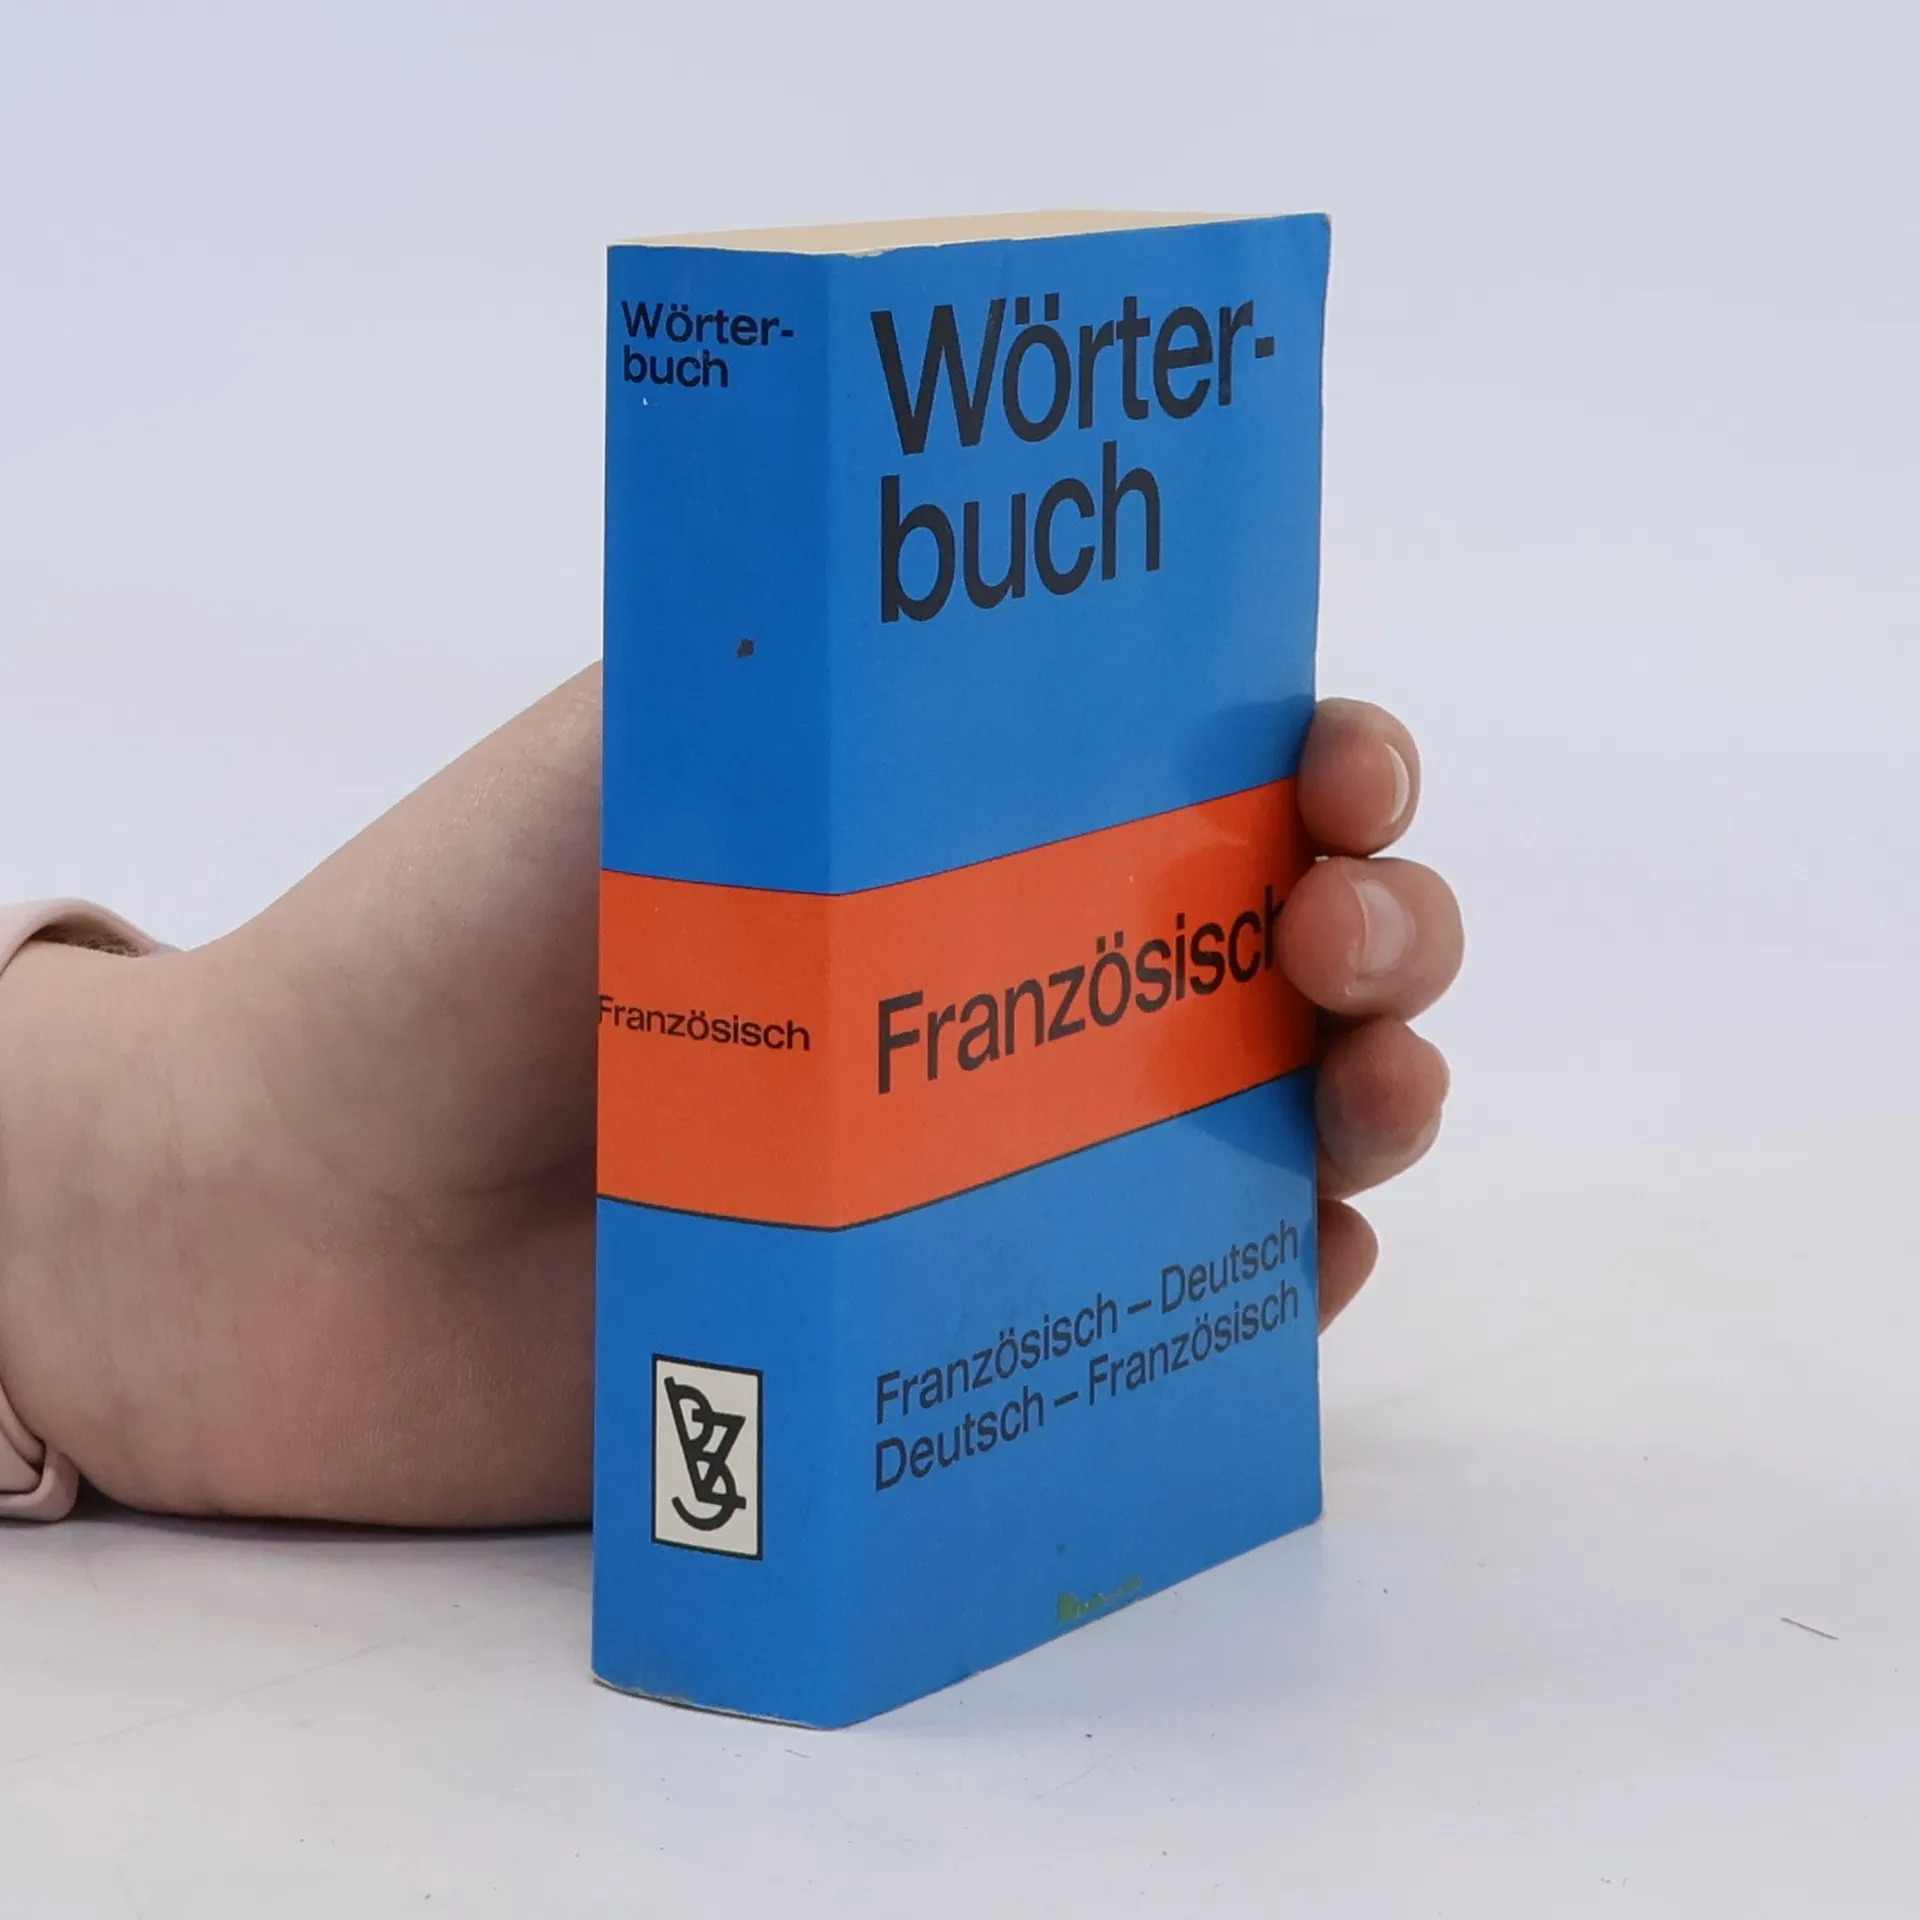 Wörter-
buch
Französisch
Wörter-
buch
Französisch
Französisch – Deutsch
Deutsch – Französisch